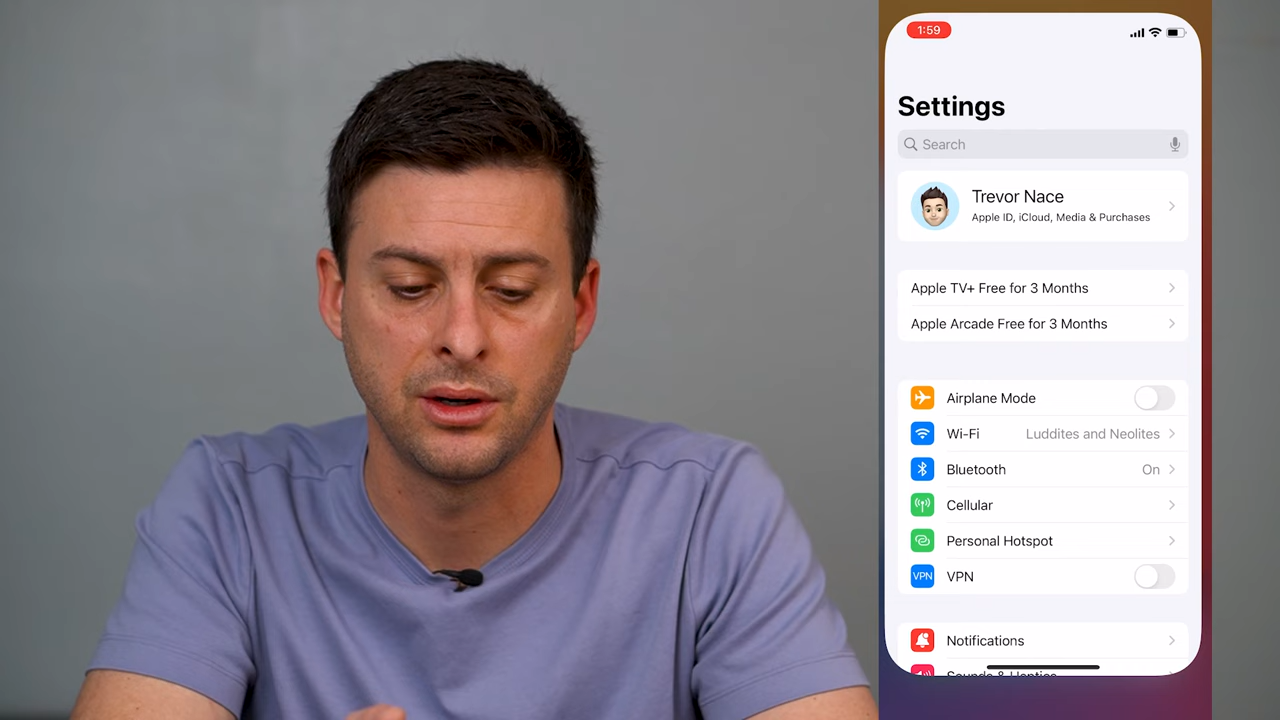 1:59
Settings
Search
Trevor Nace
Apple ID, iCloud, Media & Purchases
Apple TV+ Free for 3 Months
Apple Arcade Free for 3 Months
Airplane Mode
Wi-Fi Luddites and Neolites
Bluetooth On
Cellular
Personal Hotspot
VPN VPN
Notifications
Sounds & Haptics